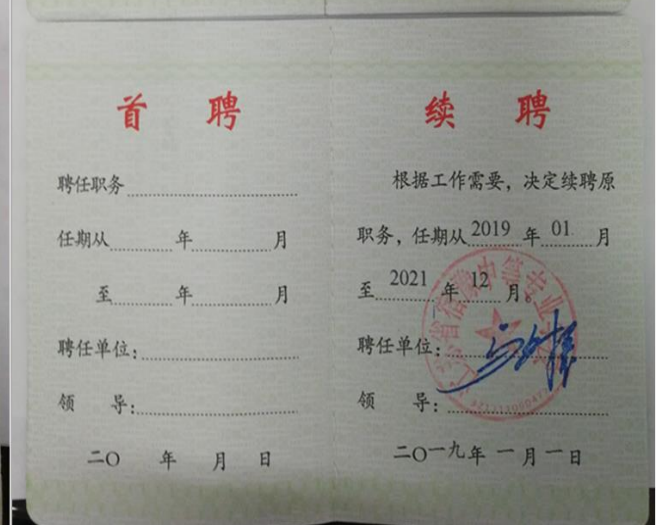 首 聘
聘任职务
任期从 年 月
至 年 月
聘任单位:
领 导:
二〇 年 月 日
续 聘
根据工作需要，决定续聘原
职务，任期从 2019 年 01 月
至 2021 年 12 月。
聘任单位:
领 导:
二〇一九年 一 月 一 日